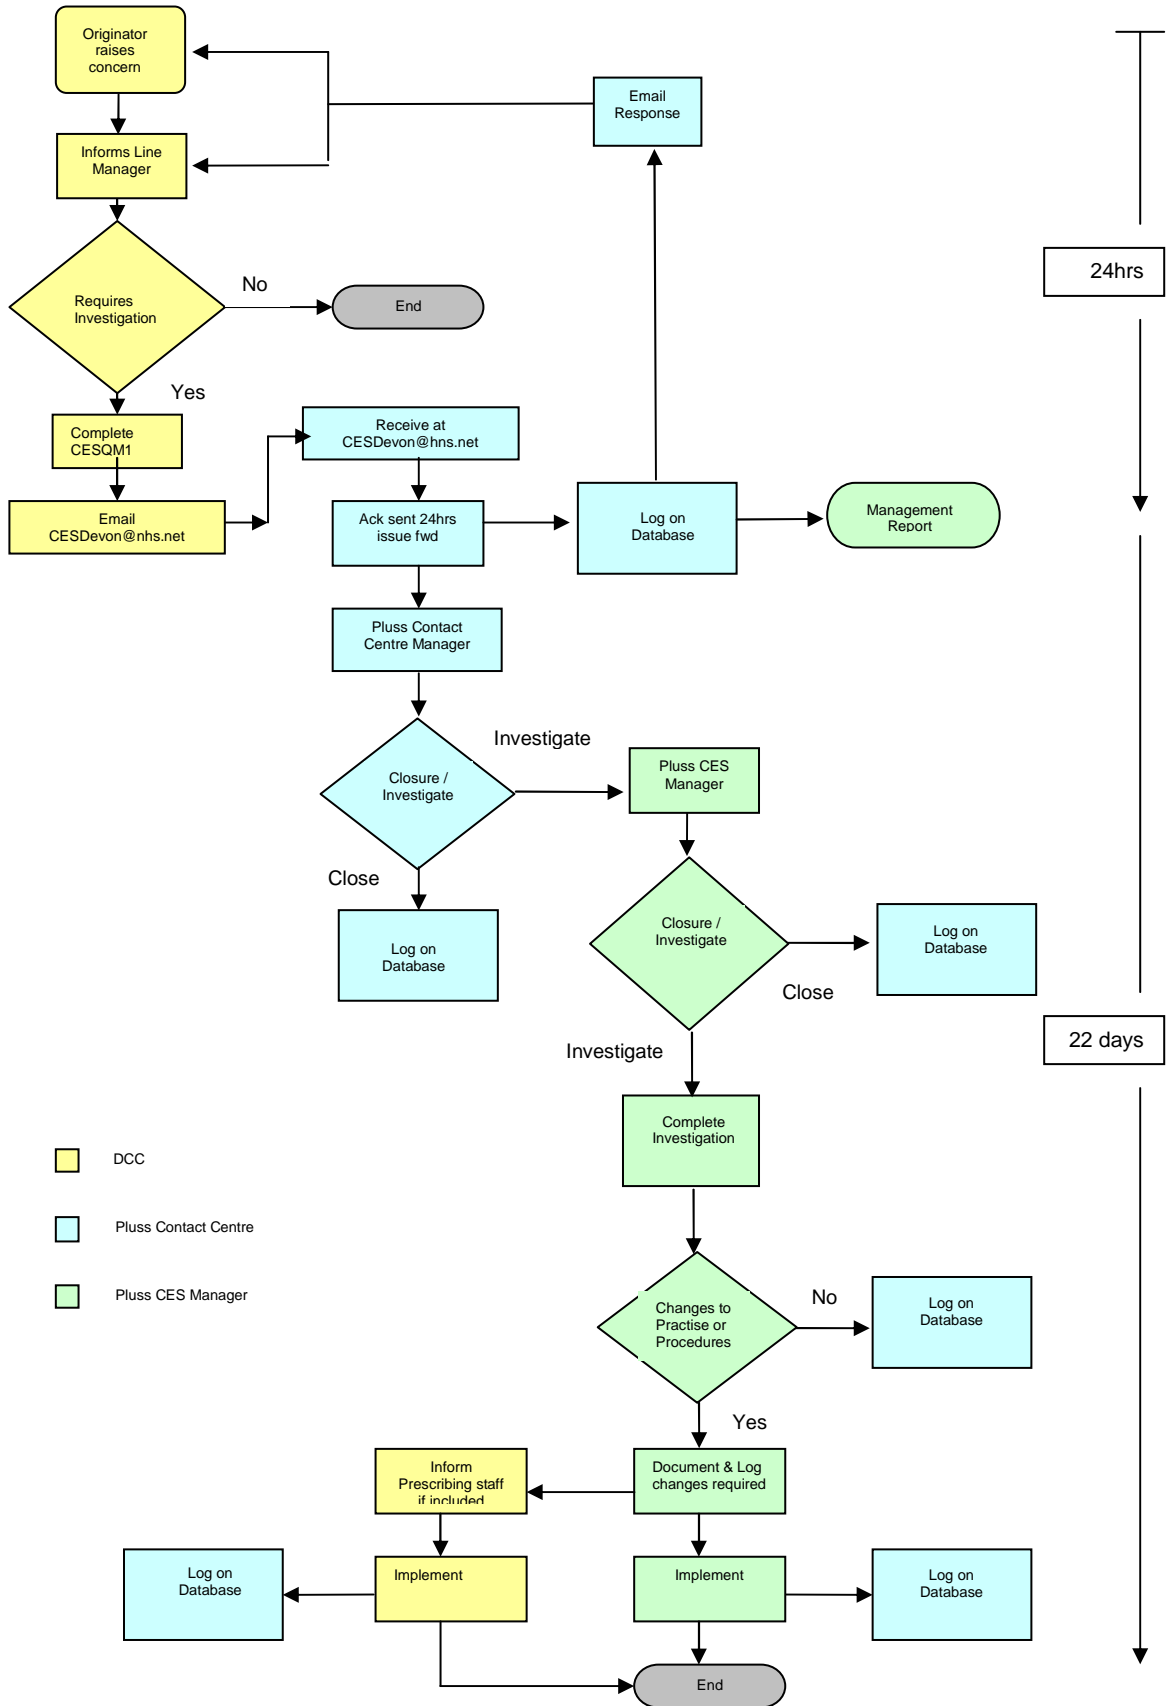 Originator
raises
concern
Email
Response
Informs Line
Manager
24hrs
No
Requires
Investigation
End
Yes
Complete
CESQM1
Receive at
CESDevon@hns.net
Email
CESDevon@nhs.net
Ack sent 24hrs
issue fwd
Log on
Database
Management
Report
Pluss Contact
Centre Manager
Investigate
Closure /
Investigate
Pluss CES
Manager
Close
Log on
Database
Closure /
Investigate
Log on
Database
Close
Investigate
22 days
Complete
Investigation
DCC
Pluss Contact Centre
Pluss CES Manager
Changes to
Practise or
Procedures
No
Log on
Database
Yes
Inform
Prescribing staff
if included
Document & Log
changes required
Log on
Database
Implement
Implement
Log on
Database
End